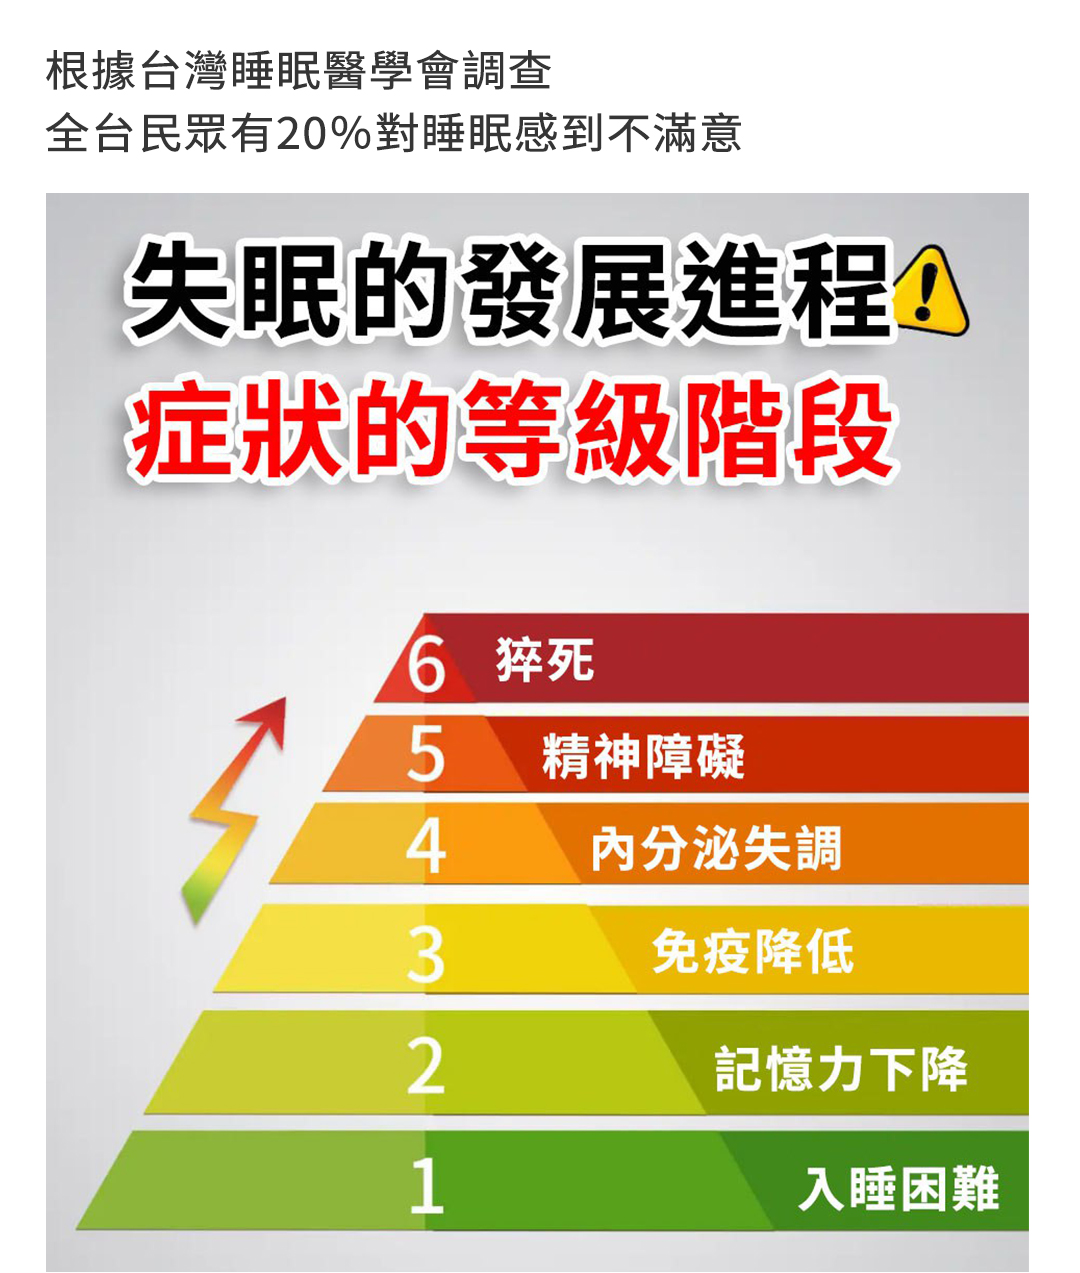 根據台灣睡眠醫學會調查
全台民眾有20%對睡眠感到不滿意
失眠的發展進程
症狀的等級階段
6 猝死
5 精神障礙
4 內分泌失調
3 免疫降低
2 記憶力下降
1 入睡困難